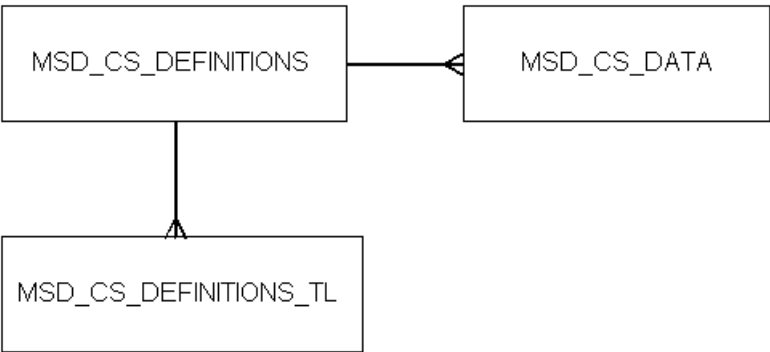 MSD_CS_DEFINITIONS
MSD_CS_DATA
MSD_CS_DEFINITIONS_TL